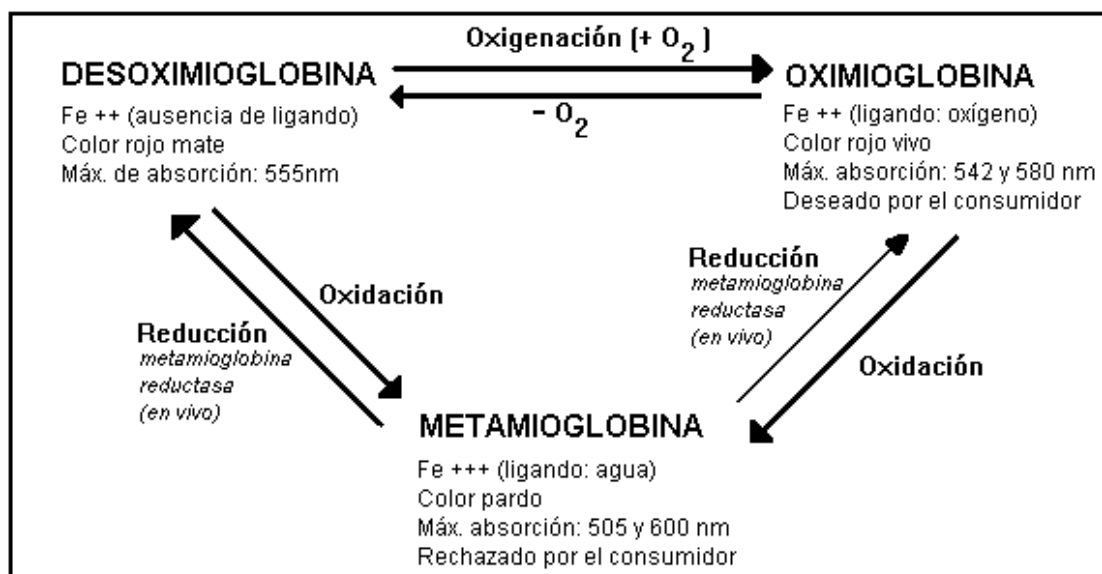 Oxigenación (+ O2 )
DESOXIMIOGLOBINA
Fe ++ (ausencia de ligando)
Color rojo mate
Máx. de absorción: 555nm
– O2
OXIMIOGLOBINA
Fe ++ (ligando: oxígeno)
Color rojo vivo
Máx. absorción: 542 y 580 nm
Deseado por el consumidor
Oxidación
Reducción
metamioglobina
reductasa
(en vivo)
Reducción
metamioglobina
reductasa
(en vivo)
Oxidación
METAMIOGLOBINA
Fe +++ (ligando: agua)
Color pardo
Máx. absorción: 505 y 600 nm
Rechazado por el consumidor